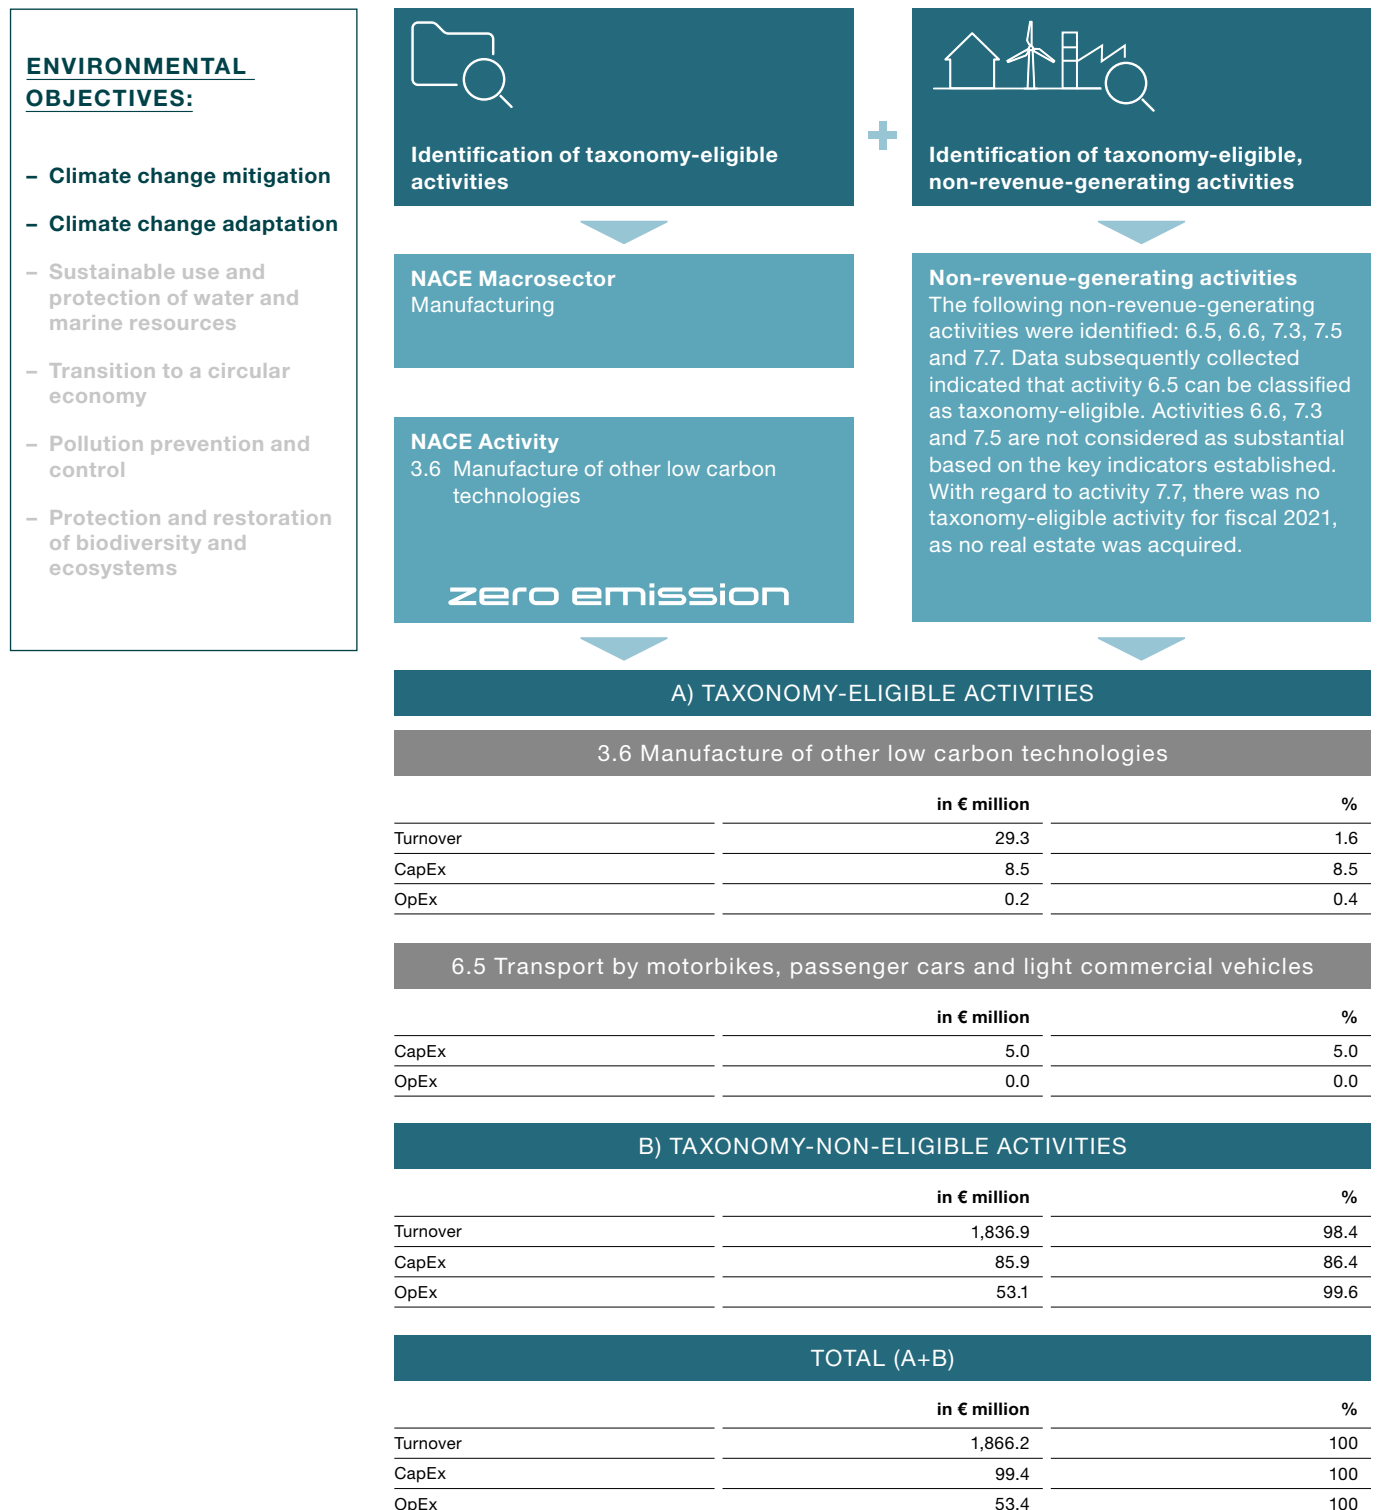 ENVIRONMENTAL
OBJECTIVES:
– Climate change mitigation
– Climate change adaptation
– Sustainable use and
protection of water and
marine resources
– Transition to a circular
economy
– Pollution prevention and
control
– Protection and restoration
of biodiversity and
ecosystems
Identification of taxonomy-eligible
activities
+
Identification of taxonomy-eligible,
non-revenue-generating activities
NACE Macrosector
Manufacturing
NACE Activity
3.6 Manufacture of other low carbon
technologies
zero emission
Non-revenue-generating activities
The following non-revenue-generating
activities were identified: 6.5, 6.6, 7.3, 7.5
and 7.7. Data subsequently collected
indicated that activity 6.5 can be classified
as taxonomy-eligible. Activities 6.6, 7.3
and 7.5 are not considered as substantial
based on the key indicators established.
With regard to activity 7.7, there was no
taxonomy-eligible activity for fiscal 2021,
as no real estate was acquired.
A) TAXONOMY-ELIGIBLE ACTIVITIES
3.6 Manufacture of other low carbon technologies
in € million %
Turnover 29.3 1.6
CapEx 8.5 8.5
OpEx 0.2 0.4
6.5 Transport by motorbikes, passenger cars and light commercial vehicles
in € million %
CapEx 5.0 5.0
OpEx 0.0 0.0
B) TAXONOMY-NON-ELIGIBLE ACTIVITIES
in € million %
Turnover 1,836.9 98.4
CapEx 85.9 86.4
OpEx 53.1 99.6
TOTAL (A+B)
in € million %
Turnover 1,866.2 100
CapEx 99.4 100
OpEx 53.4 100